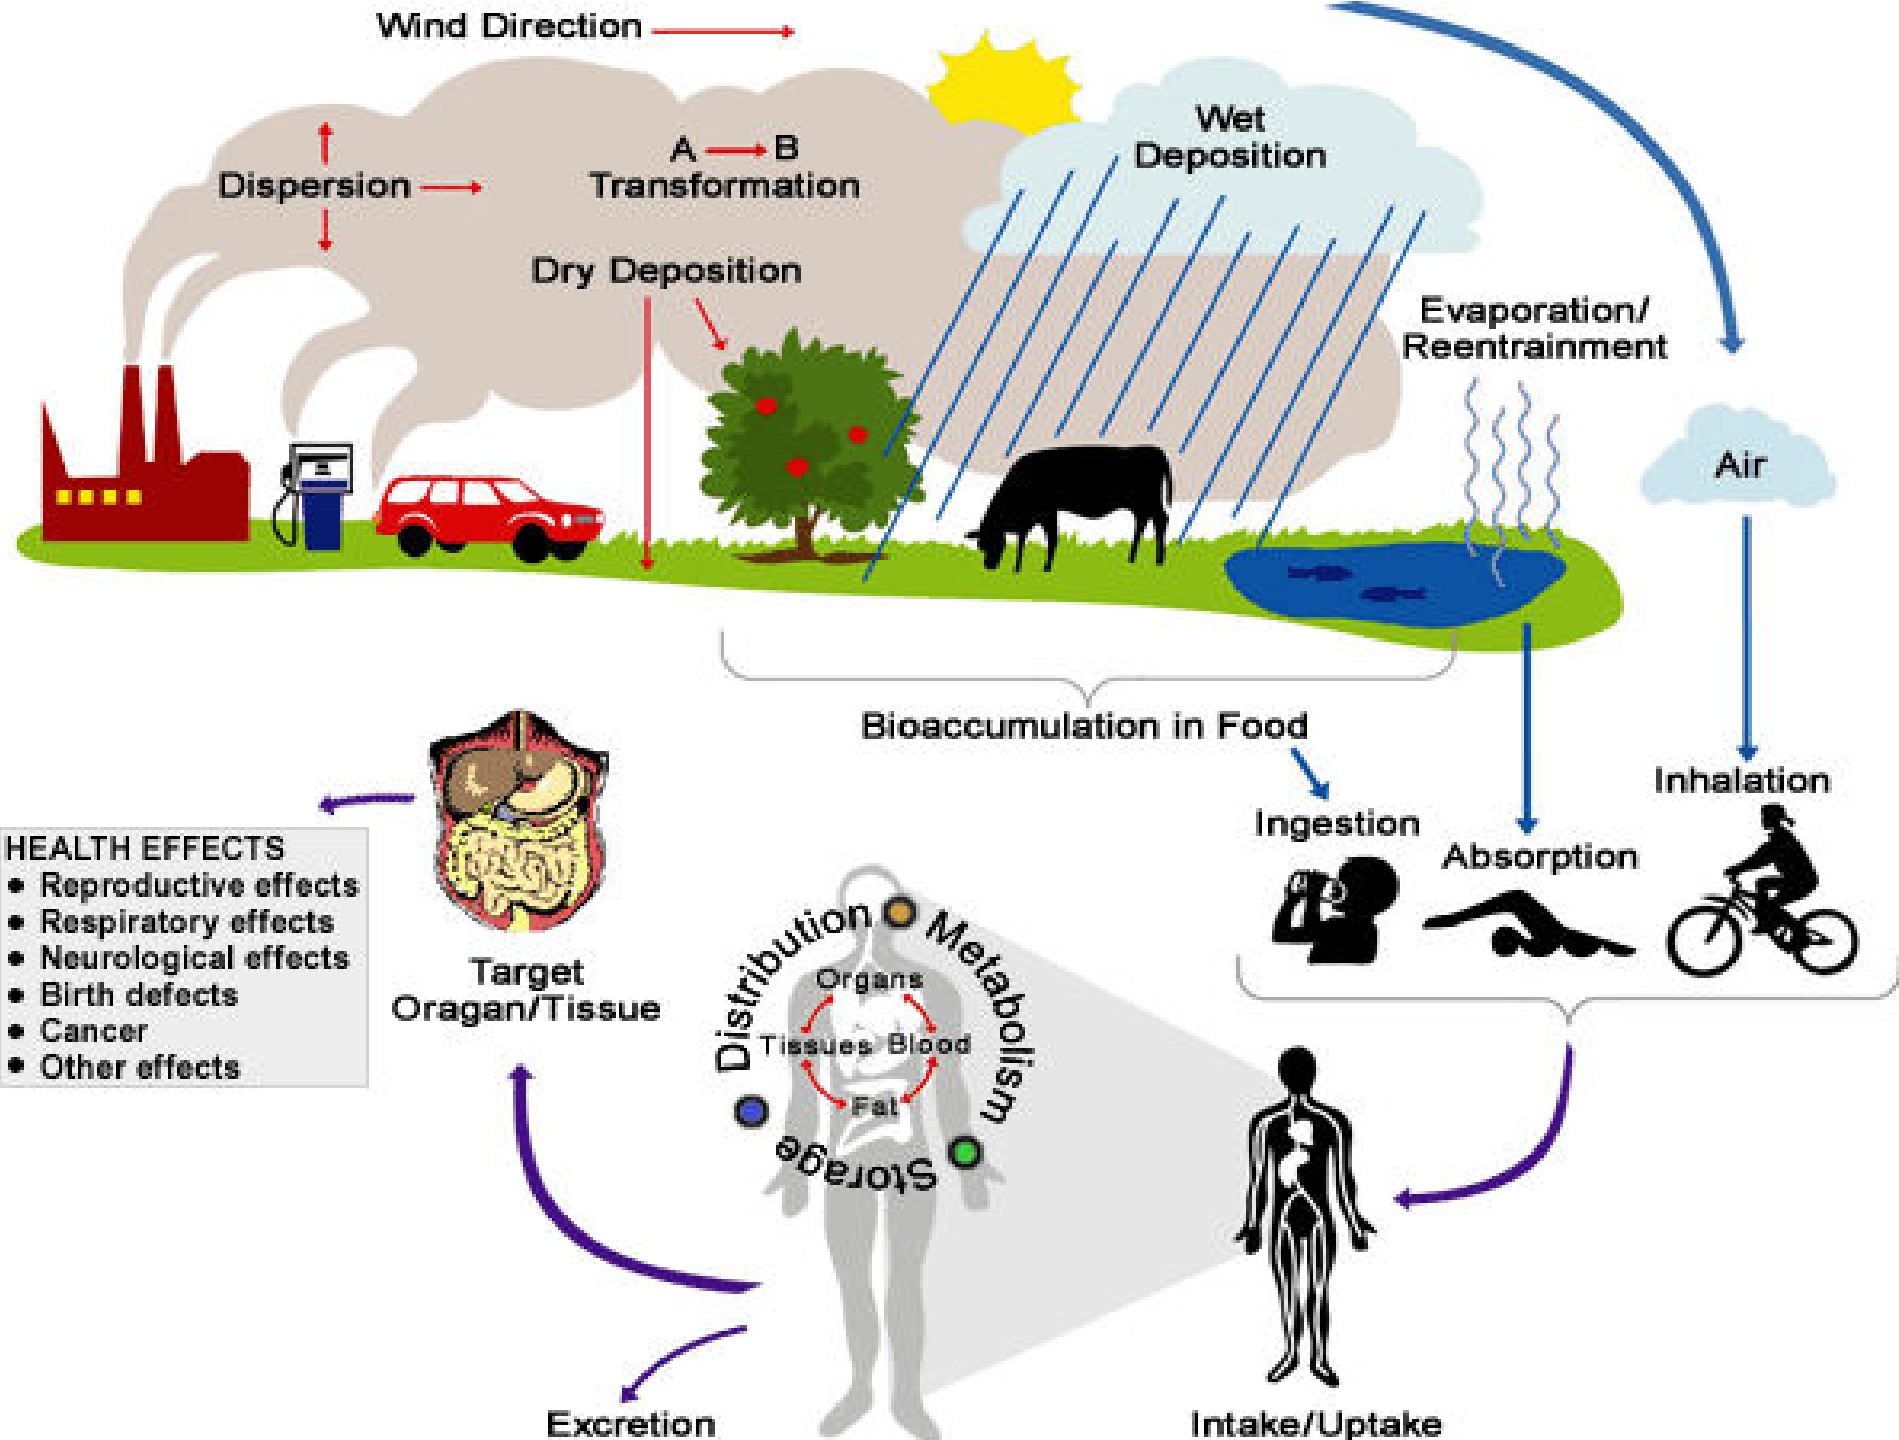 Wind Direction
Wet
Deposition
A → B
Transformation
Dispersion
Dry Deposition
Evaporation/
Reentrainment
Air
Bioaccumulation in Food
Inhalation
Ingestion
Absorption
HEALTH EFFECTS
• Reproductive effects
• Respiratory effects
• Neurological effects
• Birth defects
• Cancer
• Other effects
Target
Oragan/Tissue
Distribution
Metabolism
Storage
Organs
Tissues
Blood
Fat
Excretion
Intake/Uptake